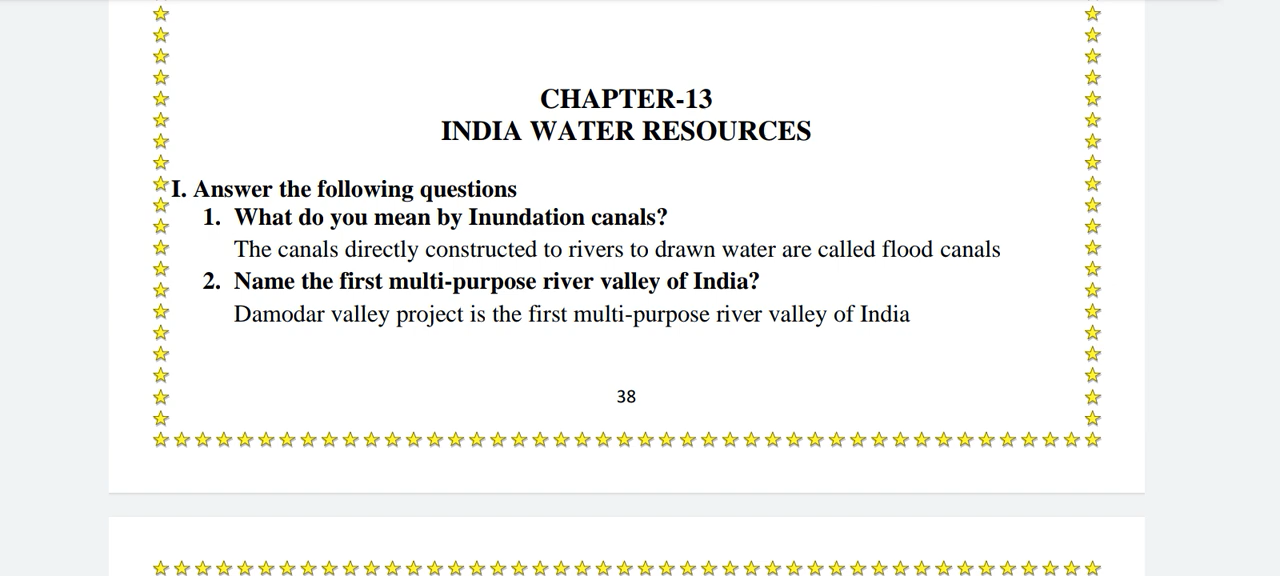 CHAPTER-13
INDIA WATER RESOURCES
I. Answer the following questions
1. What do you mean by Inundation canals?
The canals directly constructed to rivers to drawn water are called flood canals
2. Name the first multi-purpose river valley of India?
Damodar valley project is the first multi-purpose river valley of India
38